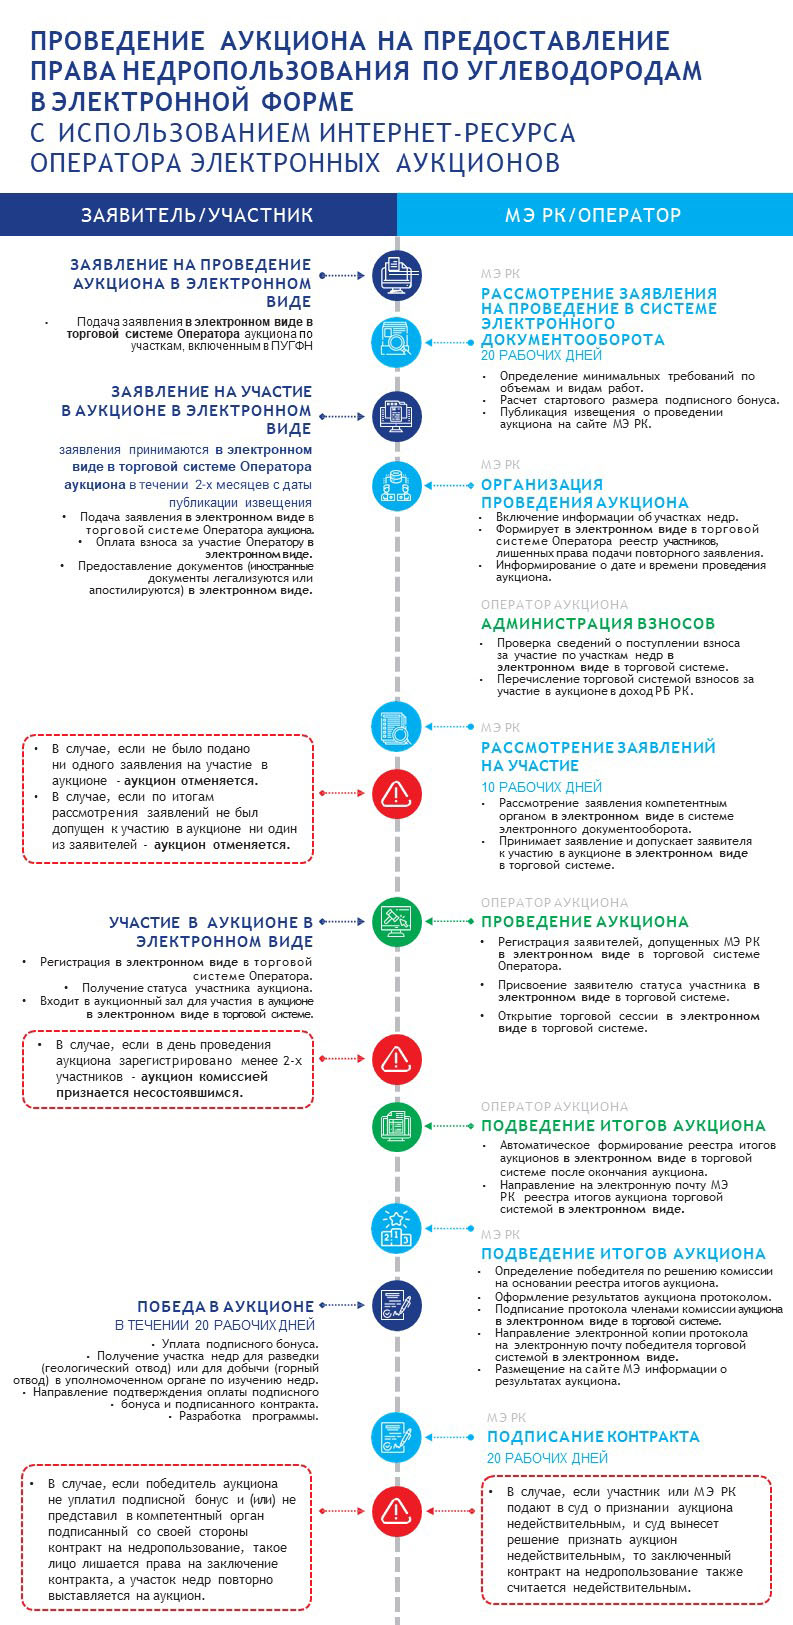 ПРОВЕДЕНИЕ АУКЦИОНА НА ПРЕДОСТАВЛЕНИЕ
ПРАВА НЕДРОПОЛЬЗОВАНИЯ ПО УГЛЕВОДОРОДАМ
В ЭЛЕКТРОННОЙ ФОРМЕ
С ИСПОЛЬЗОВАНИЕМ ИНТЕРНЕТ-РЕСУРСА
ОПЕРАТОРА ЭЛЕКТРОННЫХ АУКЦИОНОВ
ЗАЯВИТЕЛЬ/УЧАСТНИК
МЭ РК/ОПЕРАТОР
ЗАЯВЛЕНИЕ НА ПРОВЕДЕНИЕ
АУКЦИОНА В ЭЛЕКТРОННОМ
ВИДЕ
• Подача заявления в электронном виде в
торговой системе Оператора аукциона по
участкам, включенным в ПУГФН
МЭ РК
РАССМОТРЕНИЕ ЗАЯВЛЕНИЯ
НА ПРОВЕДЕНИЕ В СИСТЕМЕ
ЭЛЕКТРОННОГО
ДОКУМЕНТООБОРОТА
20 РАБОЧИХ ДНЕЙ
• Определение минимальных требований по
объемам и видам работ.
• Расчет стартового размера подписного бонуса.
• Публикация извещения о проведении
аукциона на сайте МЭ РК.
ЗАЯВЛЕНИЕ НА УЧАСТИЕ
В АУКЦИОНЕ В ЭЛЕКТРОННОМ
ВИДЕ
заявления принимаются в электронном
виде в торговой системе Оператора
аукциона в течении 2-х месяцев с даты
публикации извещения
• Подача заявления в электронном виде в
торговой системе Оператора аукциона.
• Оплата взноса за участие Оператору в
электронном виде.
• Предоставление документов (иностранные
документы легализуются или
апостилируются) в электронном виде.
МЭ РК
ОРГАНИЗАЦИЯ
ПРОВЕДЕНИЯ АУКЦИОНА
• Включение информации об участках недр.
• Формирует в электронном виде в торговой
системе Оператора реестр участников,
лишенных права подачи повторного заявления.
• Информирование о дате и времени проведения
аукциона.
ОПЕРАТОР АУКЦИОНА
АДМИНИСТРАЦИЯ ВЗНОСОВ
• Проверка сведений о поступлении взноса
за участие по участкам недр в
электронном виде в торговой системе.
• Перечисление торговой системой взносов за
участие в аукционе в доход РБ РК.
МЭ РК
РАССМОТРЕНИЕ ЗАЯВЛЕНИЙ
НА УЧАСТИЕ
10 РАБОЧИХ ДНЕЙ
• Рассмотрение заявления компетентным
органом в электронном виде в системе
электронного документооборота.
• Принимает заявление и допускает заявителя
к участию в аукционе в электронном виде
в торговой системе.
• В случае, если не было подано
ни одного заявления на участие в
аукционе - аукцион отменяется.
• В случае, если по итогам
рассмотрения заявлений не был
допущен к участию в аукционе ни один
из заявителей - аукцион отменяется.
УЧАСТИЕ В АУКЦИОНЕ В
ЭЛЕКТРОННОМ ВИДЕ
• Регистрация в электронном виде в торговой
системе Оператора.
• Получение статуса участника аукциона.
• Входит в аукционный зал для участия в аукционе
в электронном виде в торговой системе.
ОПЕРАТОР АУКЦИОНА
ПРОВЕДЕНИЕ АУКЦИОНА
• Регистрация заявителей, допущенных МЭ РК
в электронном виде в торговой системе
Оператора.
• Присвоение заявителю статуса участника в
электронном виде в торговой системе.
• Открытие торговой сессии в электронном
виде в торговой системе.
• В случае, если в день проведения
аукциона зарегистрировано менее 2-х
участников - аукцион комиссией
признается несостоявшимся.
ОПЕРАТОР АУКЦИОНА
ПОДВЕДЕНИЕ ИТОГОВ АУКЦИОНА
• Автоматическое формирование реестра итогов
аукционов в электронном виде в торговой
системе после окончания аукциона.
• Направление на электронную почту МЭ
РК реестра итогов аукциона торговой
системой в электронном виде.
2 1 3
МЭ РК
ПОДВЕДЕНИЕ ИТОГОВ АУКЦИОНА
• Определение победителя по решению комиссии
на основании реестра итогов аукциона.
• Оформление результатов аукциона протоколом.
• Подписание протокола членами комиссии аукциона
в электронном виде в торговой системе.
• Направление электронной копии протокола
на электронную почту победителя торговой
системой в электронном виде.
• Размещение на сайте МЭ информации о
результатах аукциона.
ПОБЕДА В АУКЦИОНЕ
В ТЕЧЕНИИ 20 РАБОЧИХ ДНЕЙ
• Уплата подписного бонуса.
• Получение участка недр для разведки
(геологический отвод) или для добычи (горный
отвод) в уполномоченном органе по изучению недр.
• Направление подтверждения оплаты подписного
• бонуса и подписанного контракта.
• Разработка программы.
МЭ РК
ПОДПИСАНИЕ КОНТРАКТА
20 РАБОЧИХ ДНЕЙ
• В случае, если победитель аукциона
не уплатил подписной бонус и (или) не
представил в компетентный орган
подписанный со своей стороны
контракт на недропользование, такое
лицо лишается права на заключение
контракта, а участок недр повторно
выставляется на аукцион.
• В случае, если участник или МЭ РК
подают в суд о признании аукциона
недействительным, и суд вынесет
решение признать аукцион
недействительным, то заключенный
контракт на недропользование также
считается недействительным.